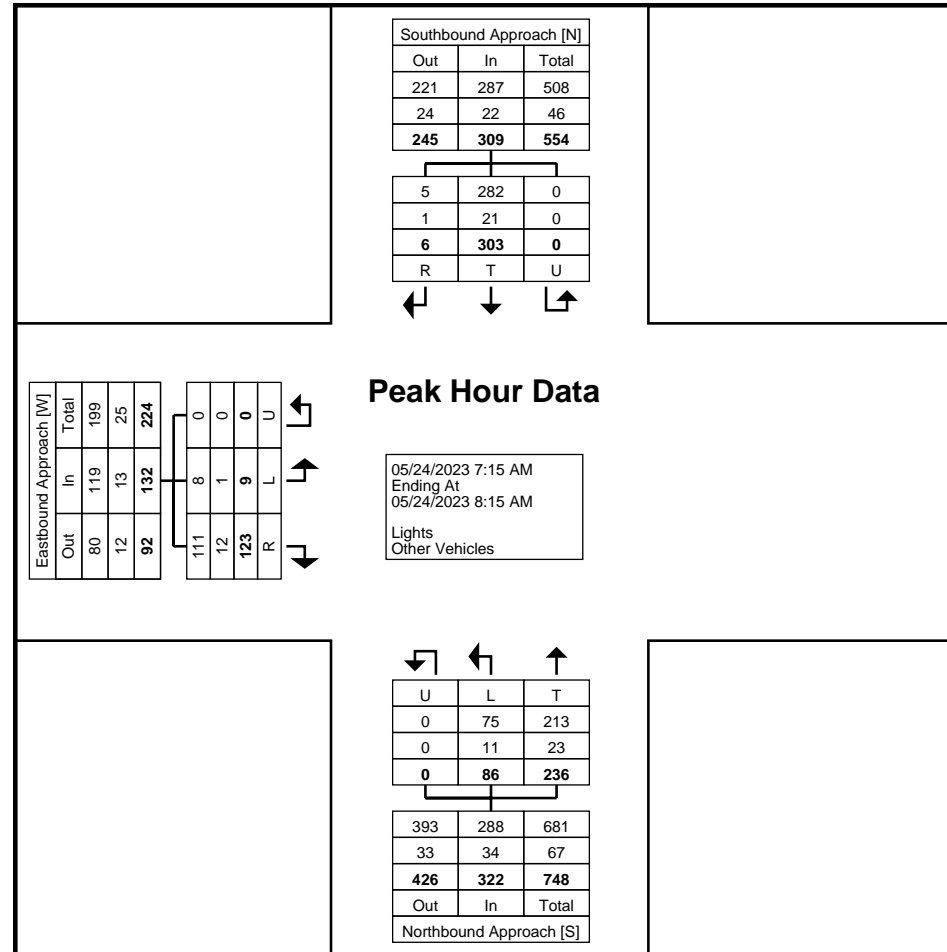 Southbound Approach [N]
Out In Total
221 287 508
24 22 46
245 309 554
5 282 0
1 21 0
6 303 0
R T U
Peak Hour Data
Eastbound Approach [W]
Out In Total
80 119 199
12 13 25
92 132 224
111 8 0
12 1 0
123 9 0
R L U
05/24/2023 7:15 AM
Ending At
05/24/2023 8:15 AM
Lights
Other Vehicles
U L T
0 75 213
0 11 23
0 86 236
393 288 681
33 34 67
426 322 748
Out In Total
Northbound Approach [S]